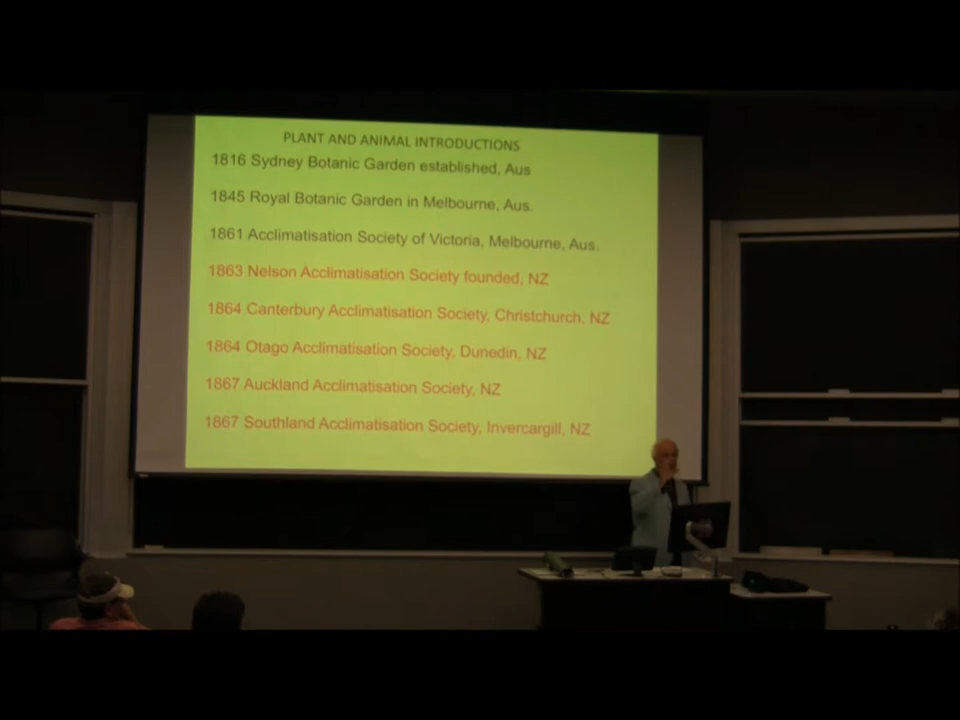 PLANT AND ANIMAL INTRODUCTIONS
1816 Sydney Botanic Garden established, Aus
1845 Royal Botanic Garden in Melbourne, Aus.
1861 Acclimatisation Society of Victoria, Melbourne, Aus.
1863 Nelson Acclimatisation Society founded, NZ
1864 Canterbury Acclimatisation Society, Christchurch, NZ
1864 Otago Acclimatisation Society, Dunedin, NZ
1867 Auckland Acclimatisation Society, NZ
1867 Southland Acclimatisation Society, Invercargill, NZ